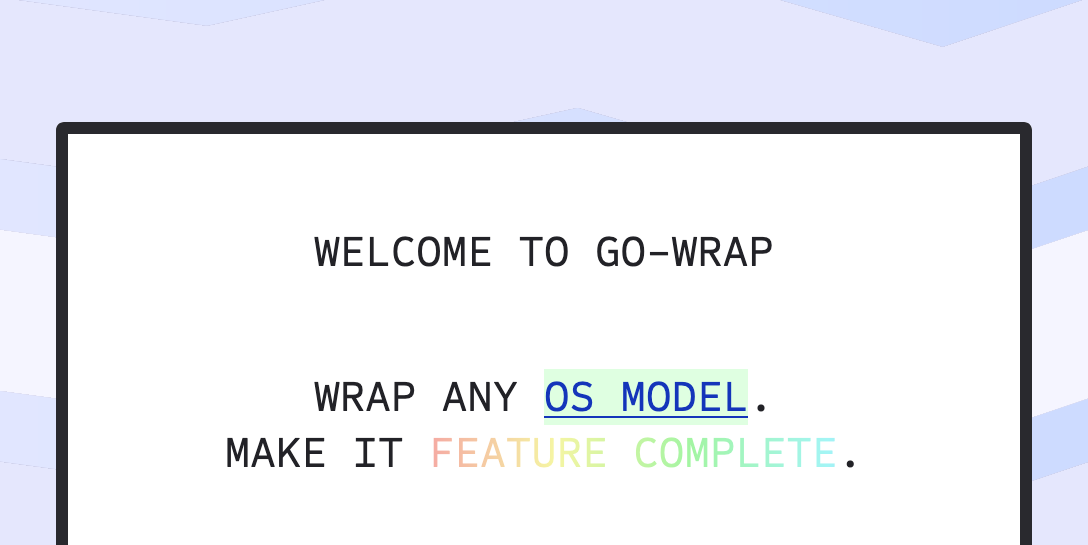 WELCOME TO GO-WRAP
WRAP ANY OS MODEL.
MAKE IT FEATURE COMPLETE.